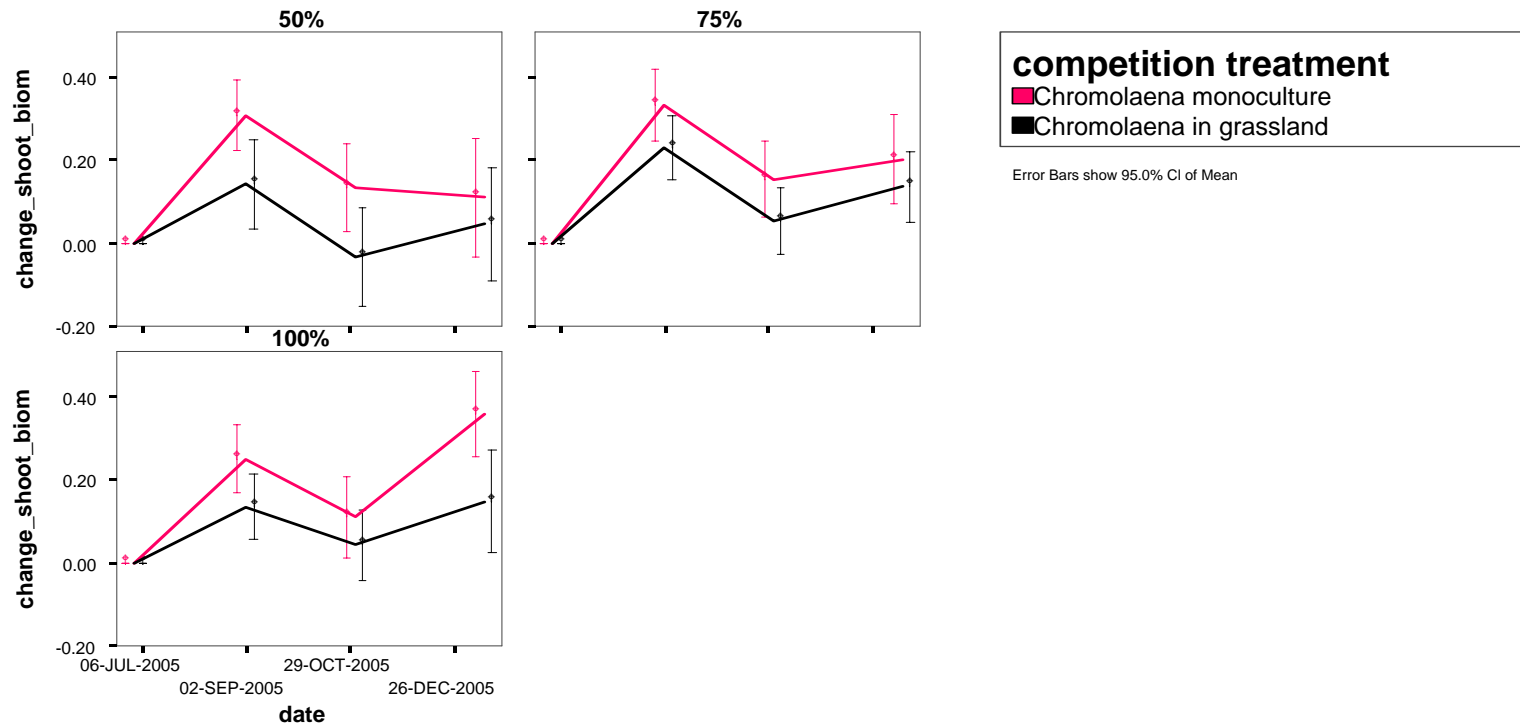 50%
75%
change_shoot_biom
0.40
0.20
0.00
-0.20
competition treatment
Chromolaena monoculture
Chromolaena in grassland
Error Bars show 95.0% Cl of Mean
100%
change_shoot_biom
0.40
0.20
0.00
-0.20
06-JUL-2005
29-OCT-2005
02-SEP-2005
26-DEC-2005
date